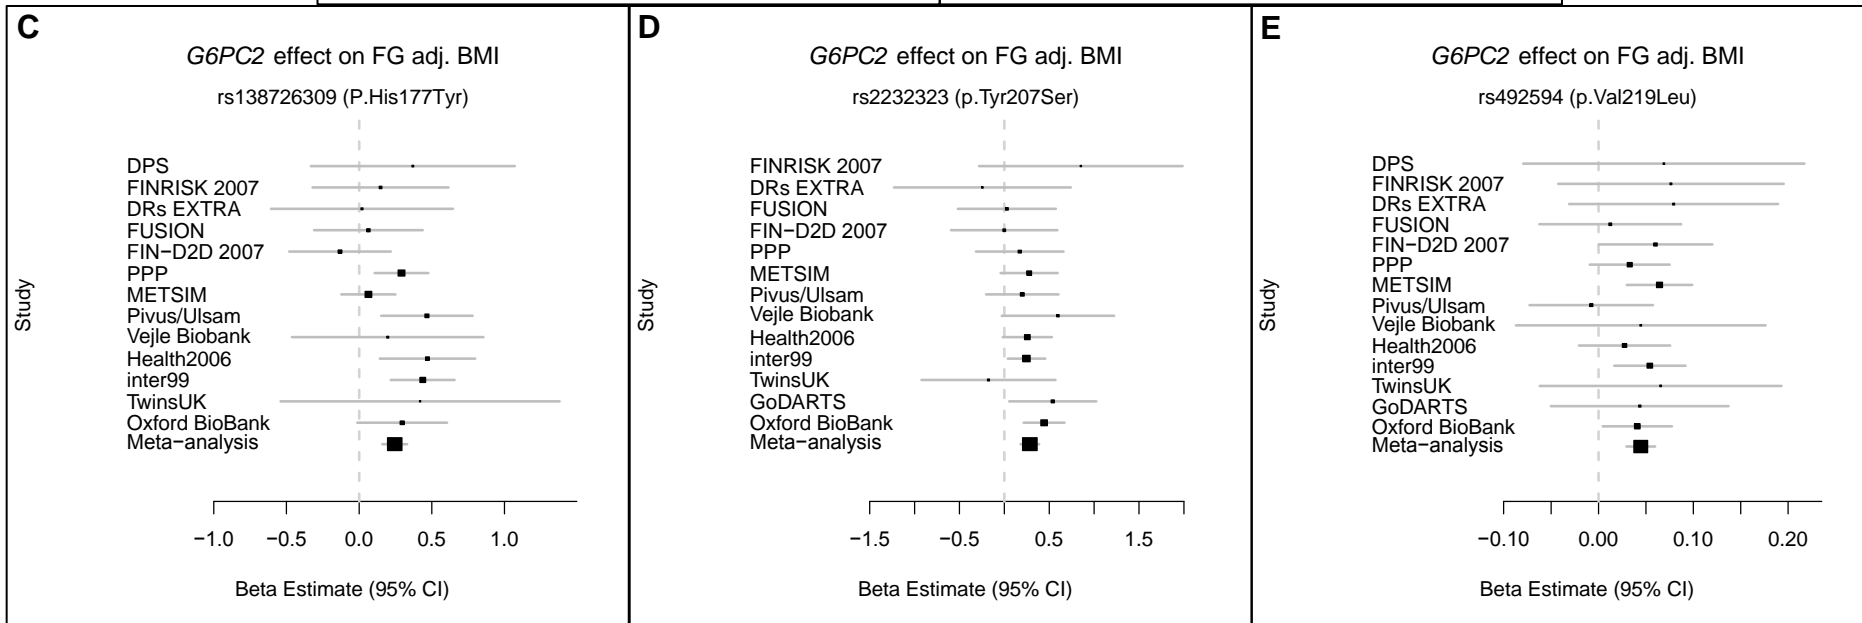 C
G6PC2 effect on FG adj. BMI
rs138726309 (P.His177Tyr)
Study
DPS
FINRISK 2007
DRs EXTRA
FUSION
FIN−D2D 2007
PPP
METSIM
Pivus/Ulsam
Vejle Biobank
Health2006
inter99
TwinsUK
Oxford BioBank
Meta−analysis
−1.0 −0.5 0.0 0.5 1.0
Beta Estimate (95% CI)
D
G6PC2 effect on FG adj. BMI
rs2232323 (p.Tyr207Ser)
Study
FINRISK 2007
DRs EXTRA
FUSION
FIN−D2D 2007
PPP
METSIM
Pivus/Ulsam
Vejle Biobank
Health2006
inter99
TwinsUK
GoDARTS
Oxford BioBank
Meta−analysis
−1.5 −0.5 0.5 1.5
Beta Estimate (95% CI)
E
G6PC2 effect on FG adj. BMI
rs492594 (p.Val219Leu)
Study
DPS
FINRISK 2007
DRs EXTRA
FUSION
FIN−D2D 2007
PPP
METSIM
Pivus/Ulsam
Vejle Biobank
Health2006
inter99
TwinsUK
GoDARTS
Oxford BioBank
Meta−analysis
−0.10 0.00 0.10 0.20
Beta Estimate (95% CI)